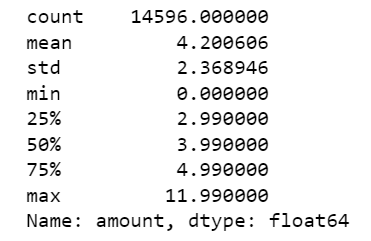 count    14596.000000
mean         4.200606
std          2.368946
min          0.000000
25%          2.990000
50%          3.990000
75%          4.990000
max         11.990000
Name: amount, dtype: float64